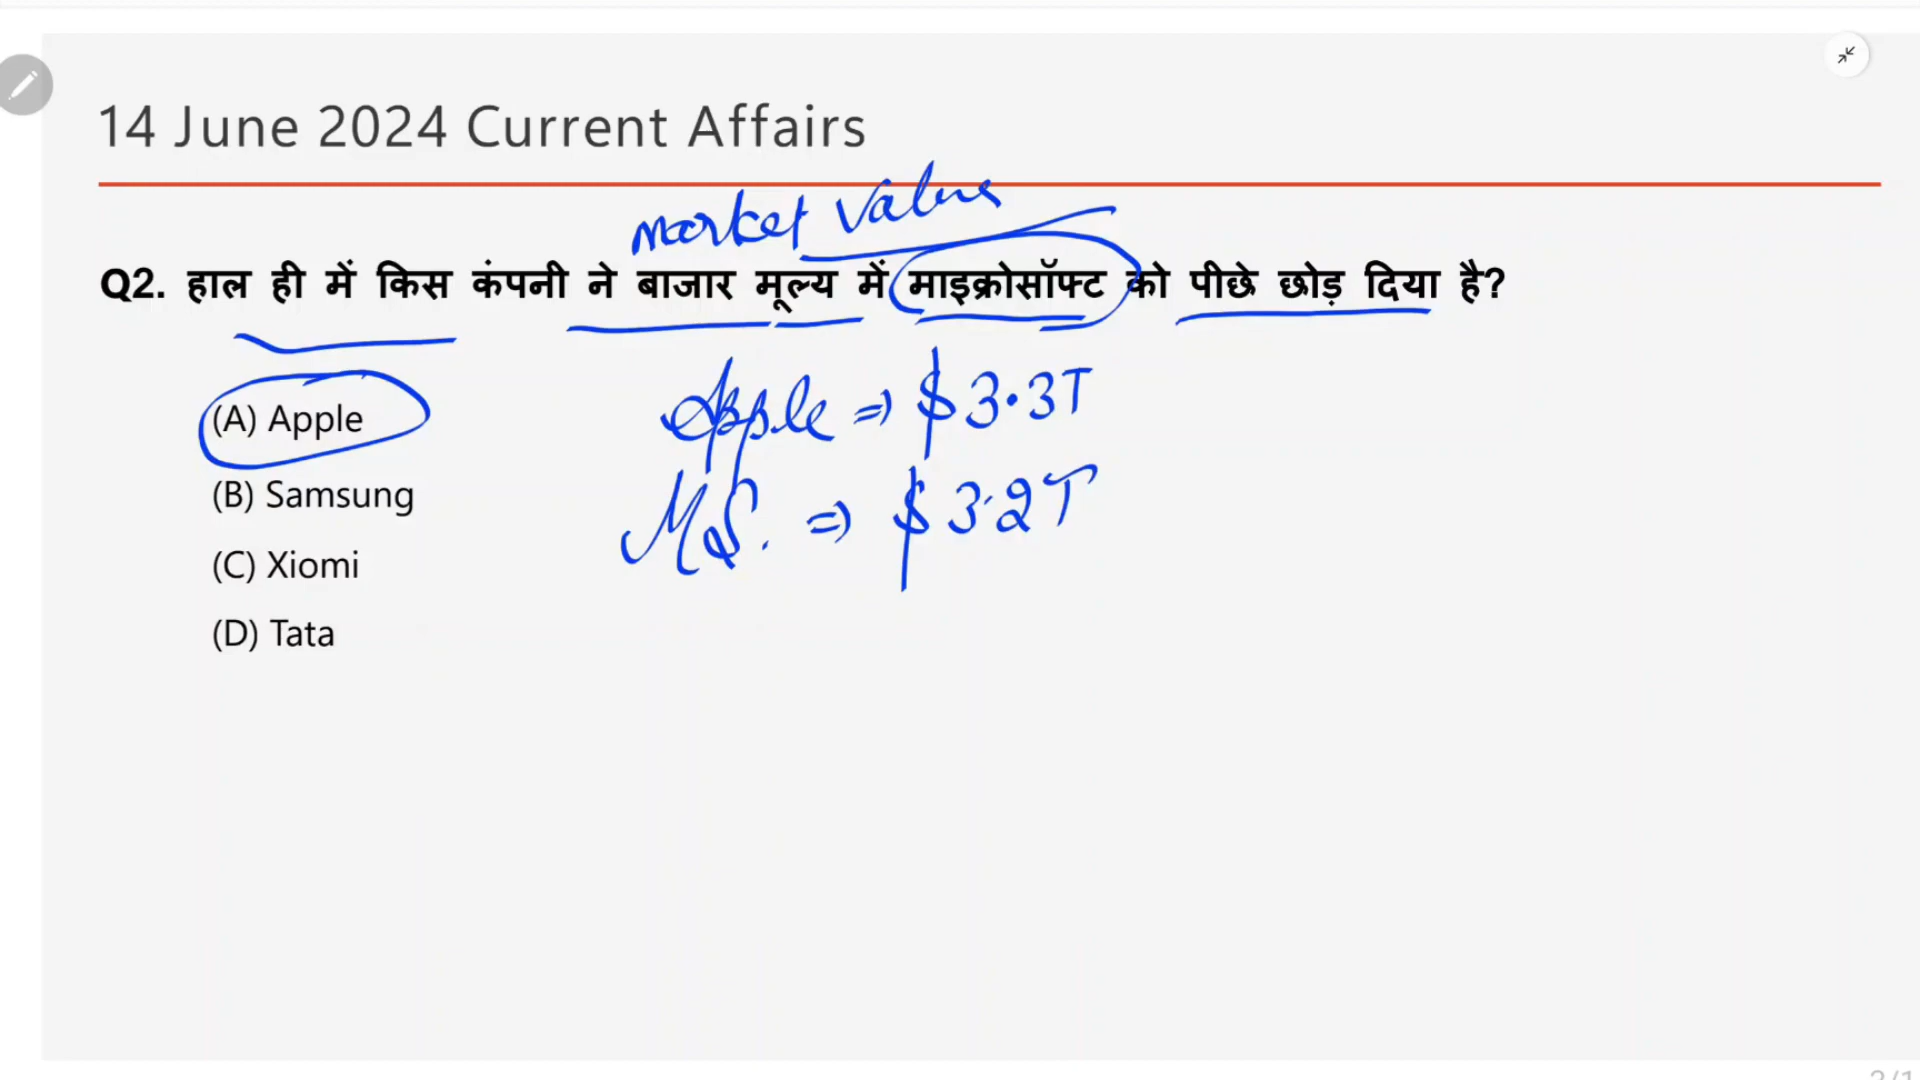 14 June 2024 Current Affairs
market value
Q2. हाल ही में किस कंपनी ने बाजार मूल्य में माइक्रोसॉफ्ट को पीछे छोड़ दिया है?
(A) Apple
Apple ⇒ $3.3T
(B) Samsung
M.S. ⇒ $3.2T
(C) Xiomi
(D) Tata